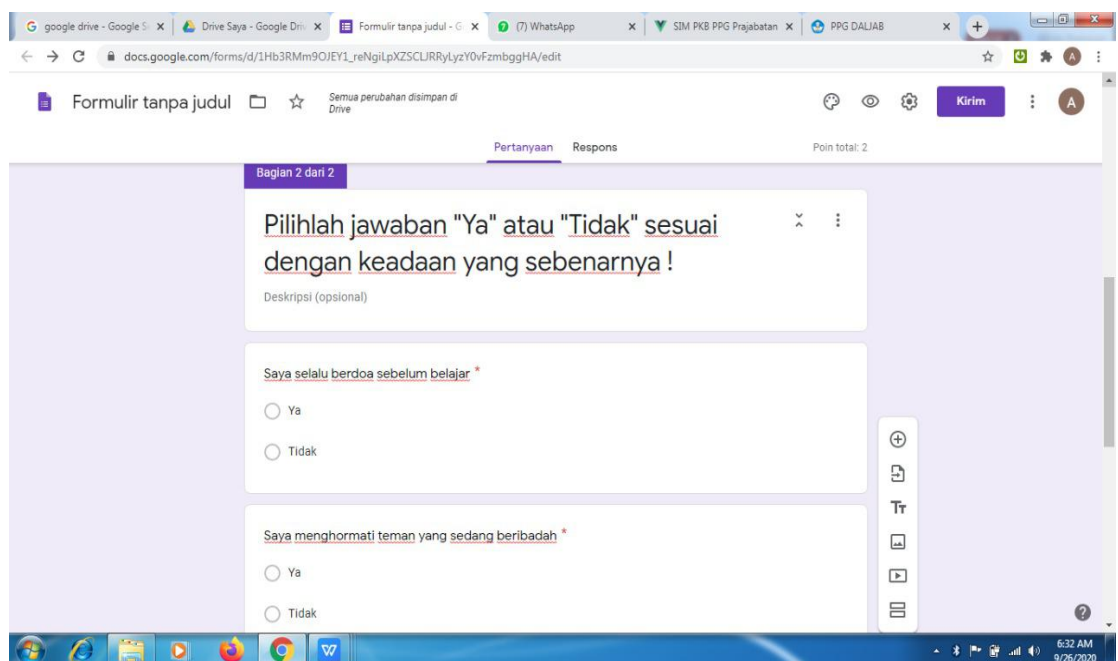 google drive - Google S
Drive Saya - Google Driv
Formulir tanpa judul - G
(7) WhatsApp
SIM PKB PPG Prajabatan
PPG DALJAB
docs.google.com/forms/d/1Hb3RMm9OJEY1_reNgiLpXZSCLJRRyLyzY0vFzmbggHA/edit
Formulir tanpa judul
Semua perubahan disimpan di
Drive
Kirim
A
Pertanyaan Respons
Poin total: 2
Bagian 2 dari 2
Pilihlah jawaban "Ya" atau "Tidak" sesuai
dengan keadaan yang sebenarnya !
Deskripsi (opsional)
Saya selalu berdoa sebelum belajar *
Ya
Tidak
Saya menghormati teman yang sedang beribadah *
Ya
Tidak
6:32 AM
9/26/2020